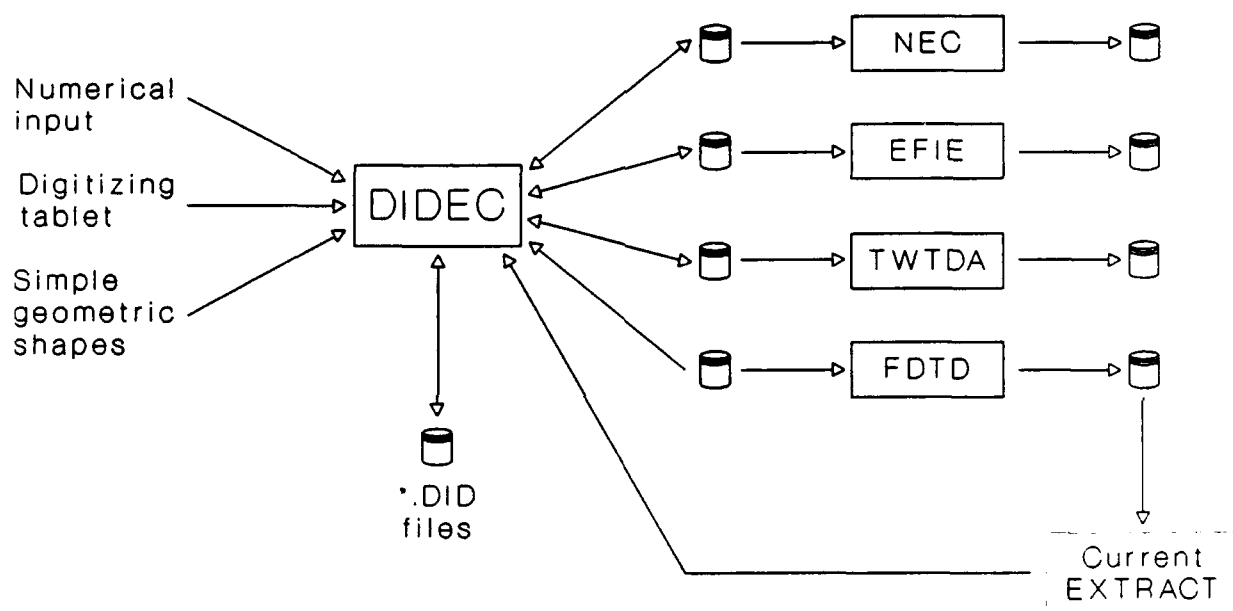 Numerical
input
Digitizing
tablet
Simple
geometric
shapes
DIDEC
*.DID
files
NEC
EFIE
TWTDA
FDTD
Current
EXTRACT